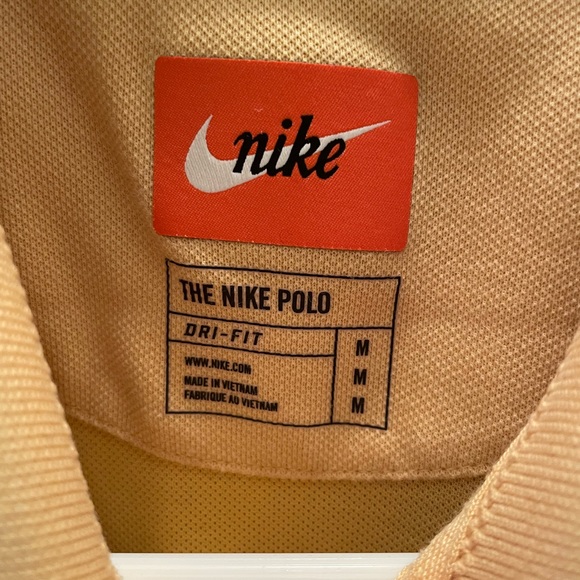 nike
THE NIKE POLO
DRI-FIT
WWW.NIKE.COM
MADE IN VIETNAM
FABRIQUE AU VIETNAM
M
M
M